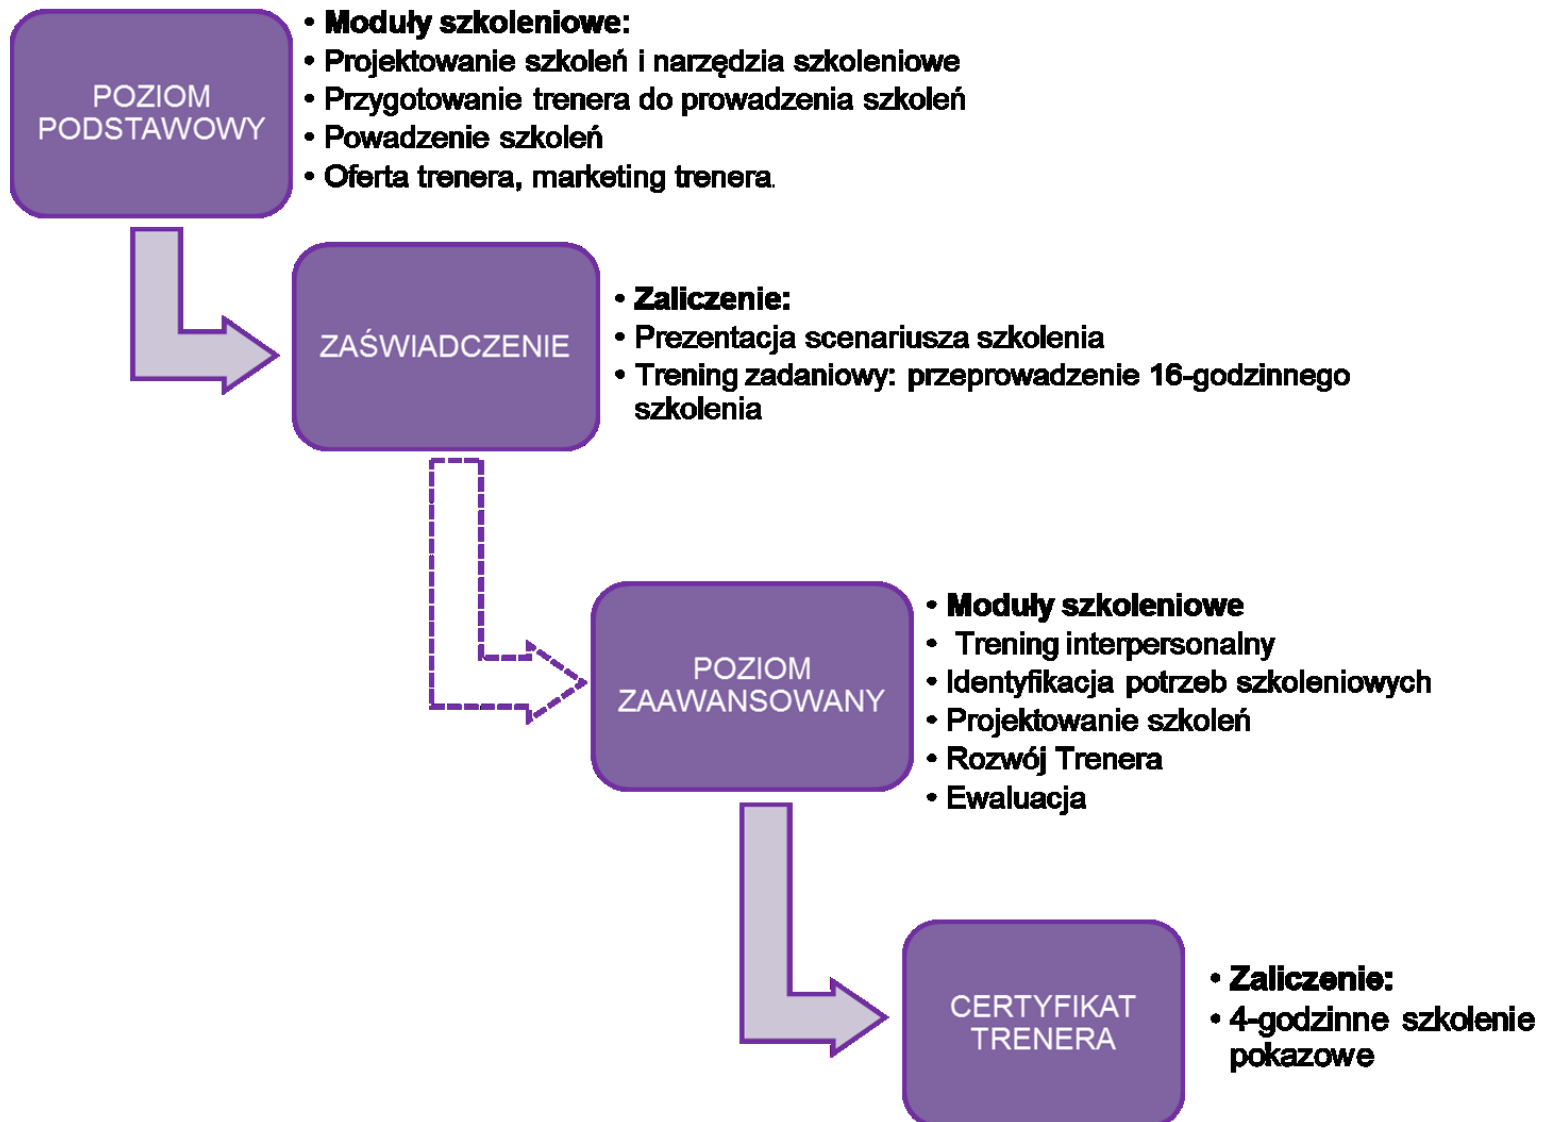 POZIOM
PODSTAWOWY
• Moduły szkoleniowe:
• Projektowanie szkoleń i narzędzia szkoleniowe
• Przygotowanie trenera do prowadzenia szkoleń
• Powadzenie szkoleń
• Oferta trenera, marketing trenera.
ZAŚWIADCZENIE
• Zaliczenie:
• Prezentacja scenariusza szkolenia
• Trening zadaniowy: przeprowadzenie 16-godzinnego
szkolenia
POZIOM
ZAAWANSOWANY
• Moduły szkoleniowe
• Trening interpersonalny
• Identyfikacja potrzeb szkoleniowych
• Projektowanie szkoleń
• Rozwój Trenera
• Ewaluacja
CERTYFIKAT
TRENERA
• Zaliczenie:
• 4-godzinne szkolenie
pokazowe